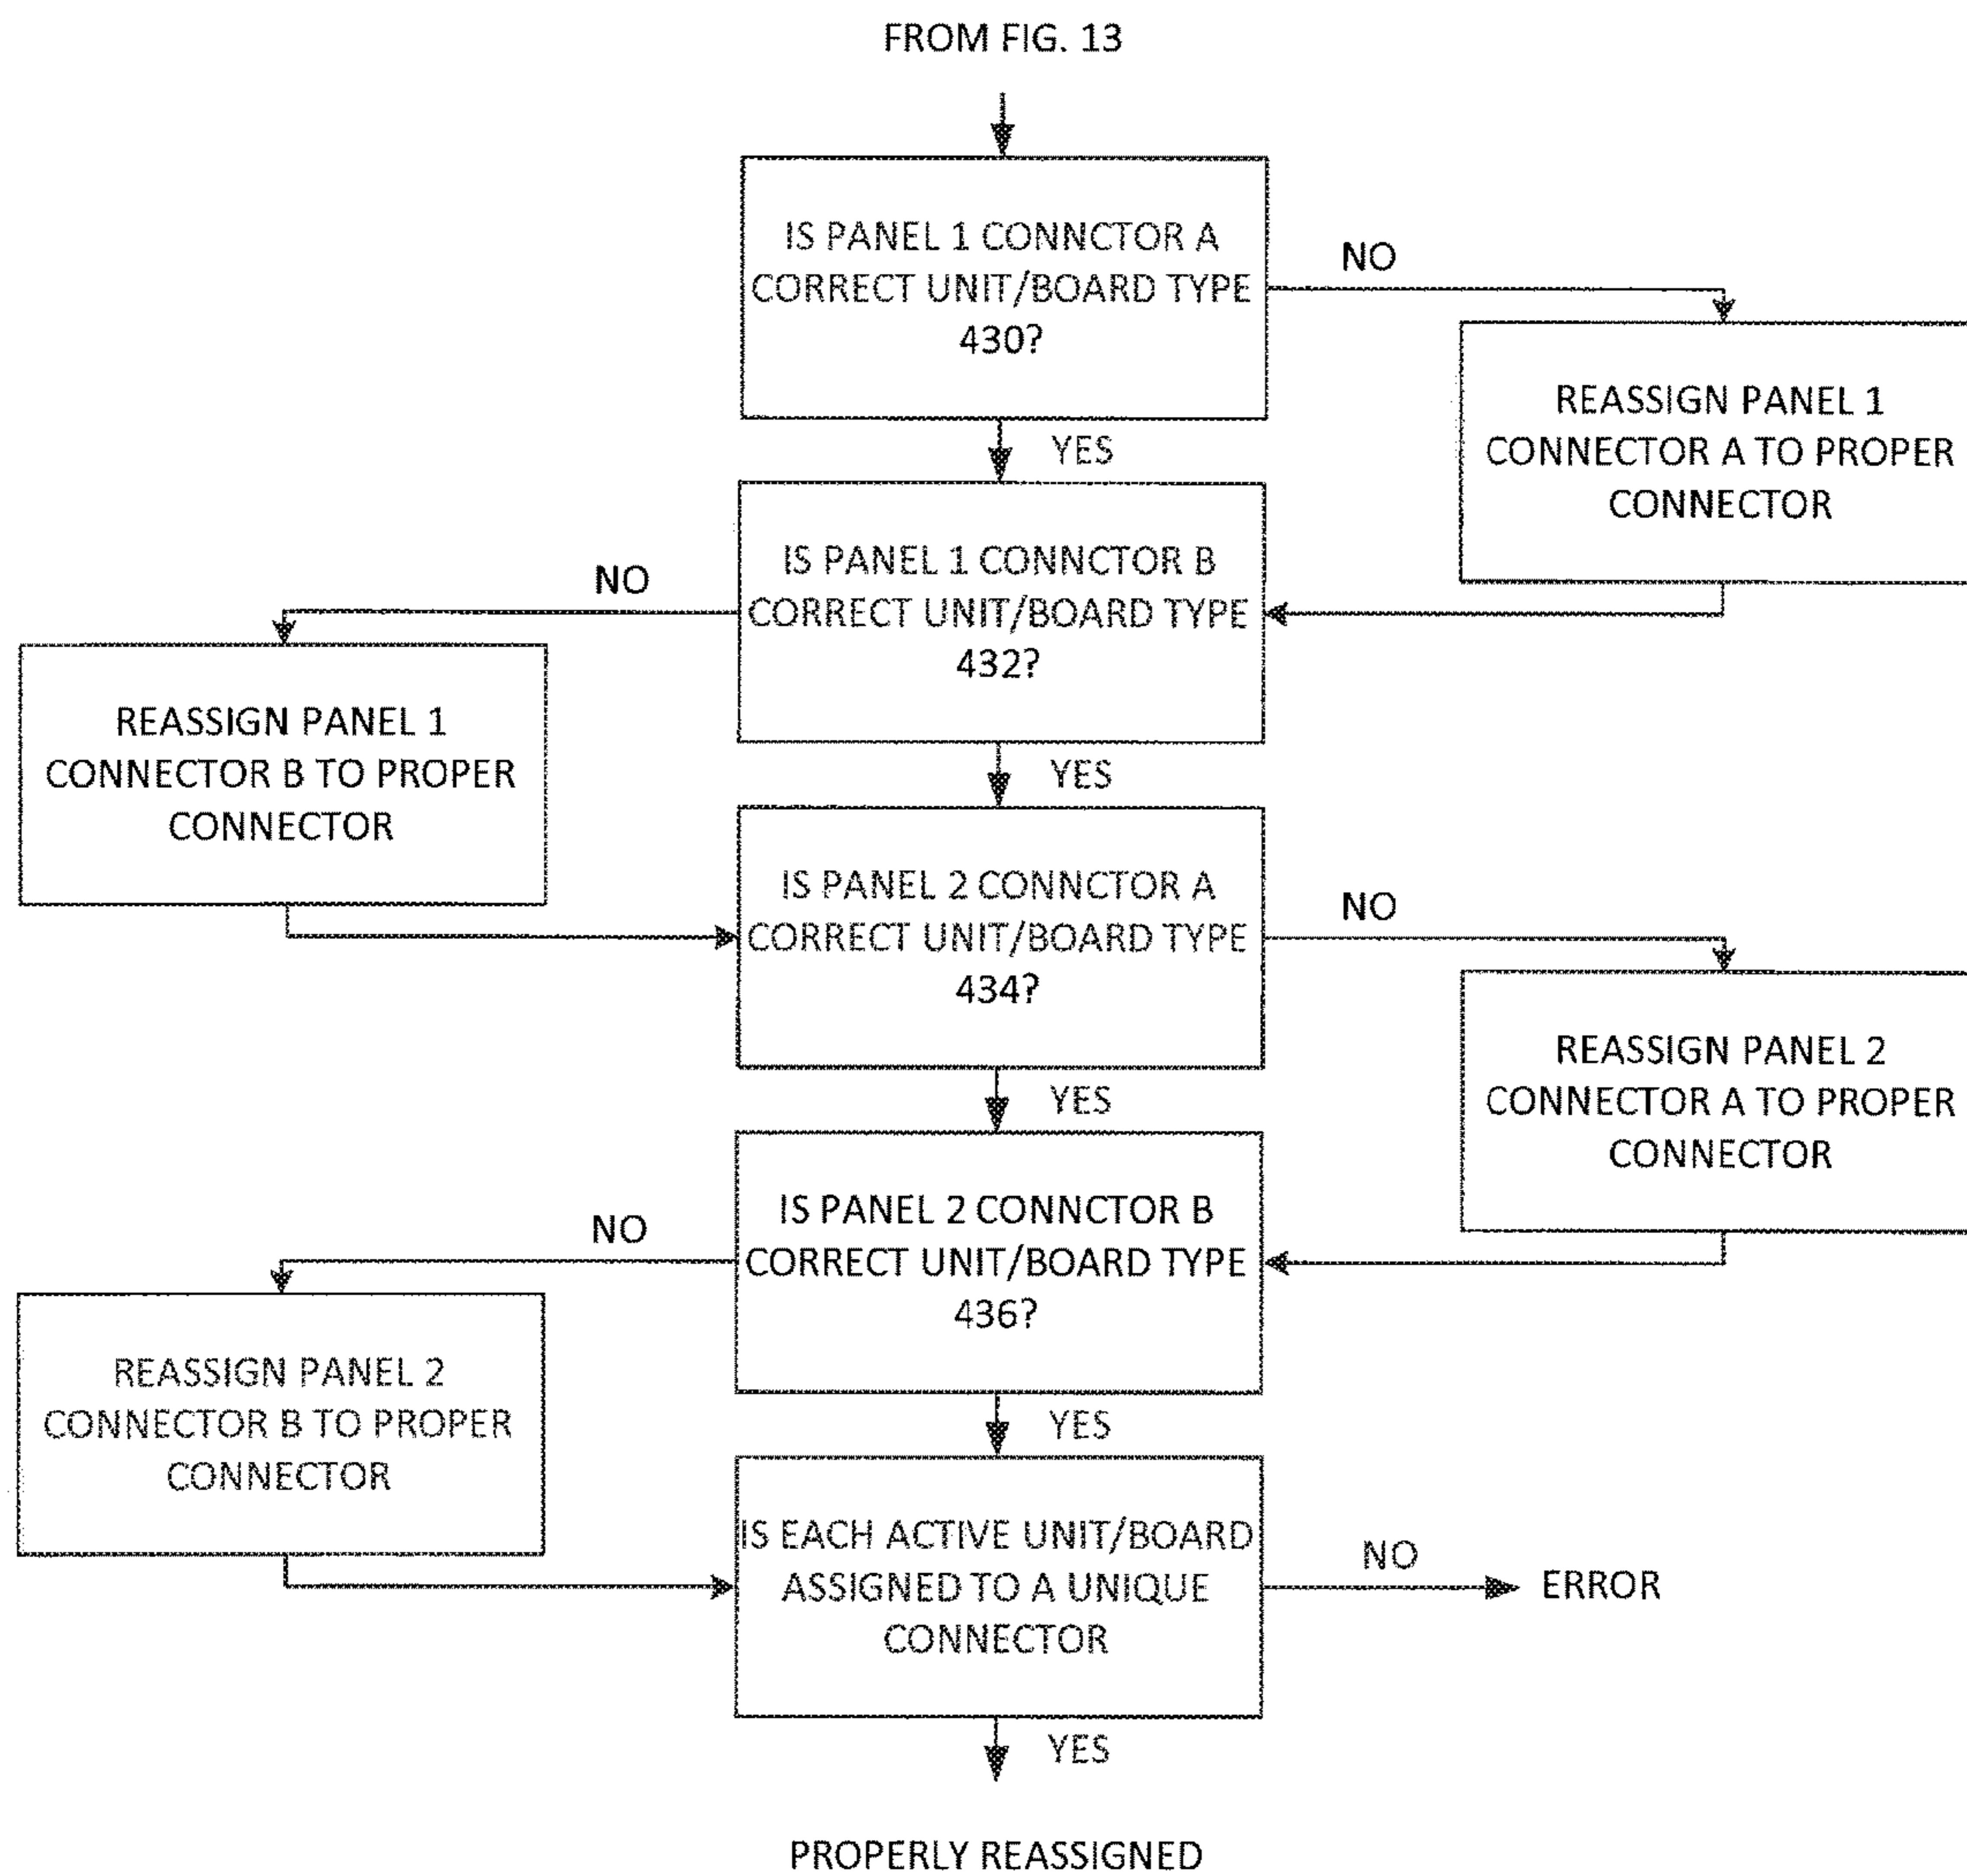 FROM FIG. 13
IS PANEL 1 CONNCTOR A
CORRECT UNIT/BOARD TYPE
430?
NO
REASSIGN PANEL 1
CONNECTOR A TO PROPER
CONNECTOR
YES
IS PANEL 1 CONNCTOR B
CORRECT UNIT/BOARD TYPE
432?
NO
REASSIGN PANEL 1
CONNECTOR B TO PROPER
CONNECTOR
YES
IS PANEL 2 CONNCTOR A
CORRECT UNIT/BOARD TYPE
434?
NO
REASSIGN PANEL 2
CONNECTOR A TO PROPER
CONNECTOR
YES
IS PANEL 2 CONNCTOR B
CORRECT UNIT/BOARD TYPE
436?
NO
REASSIGN PANEL 2
CONNECTOR B TO PROPER
CONNECTOR
YES
IS EACH ACTIVE UNIT/BOARD
ASSIGNED TO A UNIQUE
CONNECTOR
NO
ERROR
YES
PROPERLY REASSIGNED